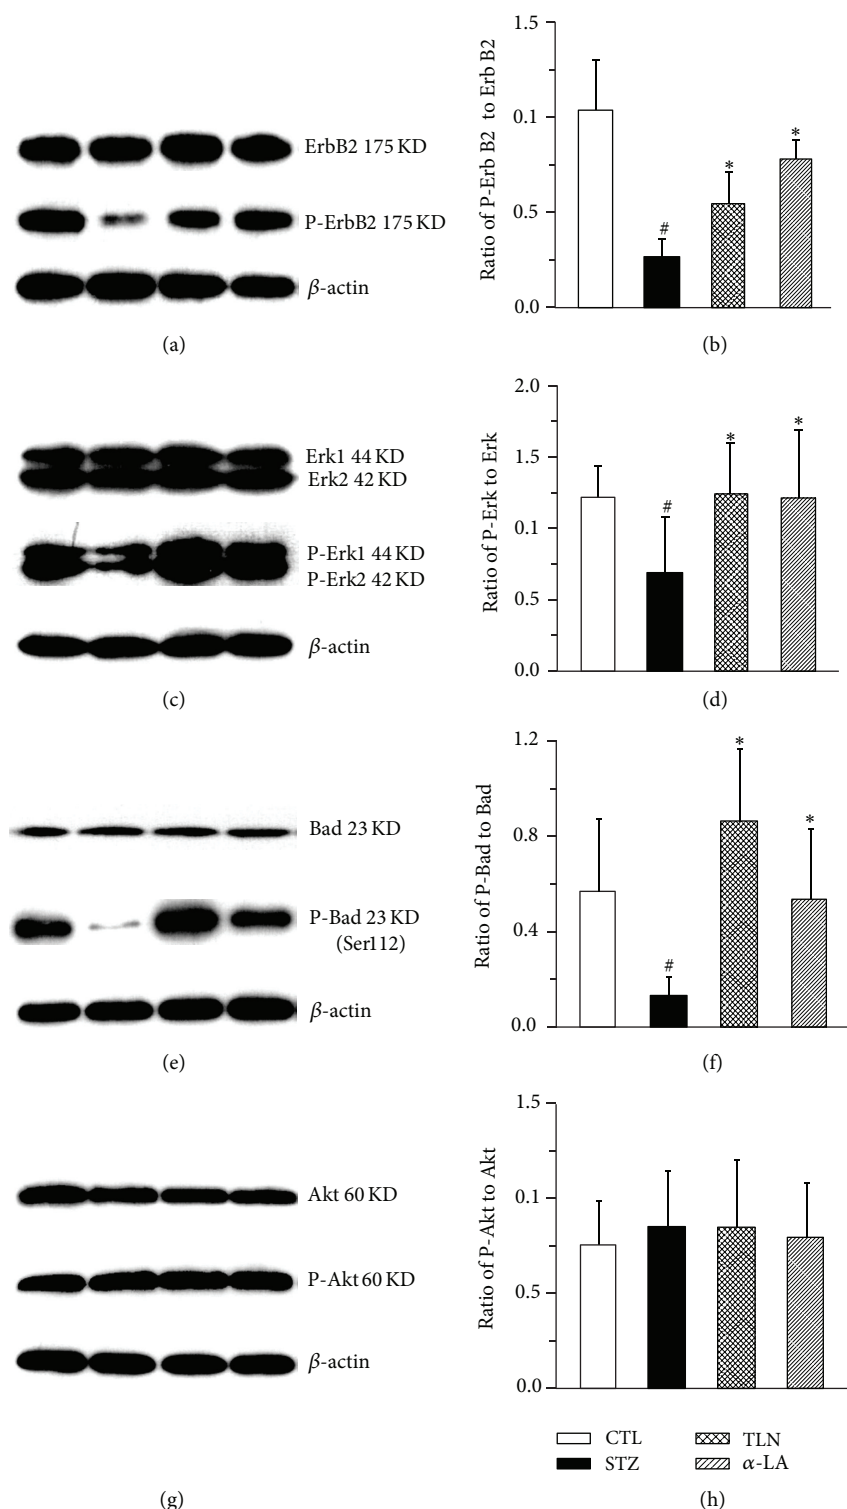 ErbB2 175 KD
P-ErbB2 175 KD
β-actin
(a)
Ratio of P-Erb B2 to Erb B2
1.5
0.1
0.5
0.0
#
*
*
(b)
Erk1 44 KD
Erk2 42 KD
P-Erk1 44 KD
P-Erk2 42 KD
β-actin
(c)
Ratio of P-Erk to Erk
2.0
1.5
0.1
0.5
0.0
#
*
*
(d)
Bad 23 KD
P-Bad 23 KD
(Ser112)
β-actin
(e)
Ratio of P-Bad to Bad
1.2
0.8
0.4
0.0
#
*
*
(f)
Akt 60 KD
P-Akt 60 KD
β-actin
(g)
Ratio of P-Akt to Akt
1.5
0.1
0.5
0.0
CTL
STZ
TLN
α-LA
(h)